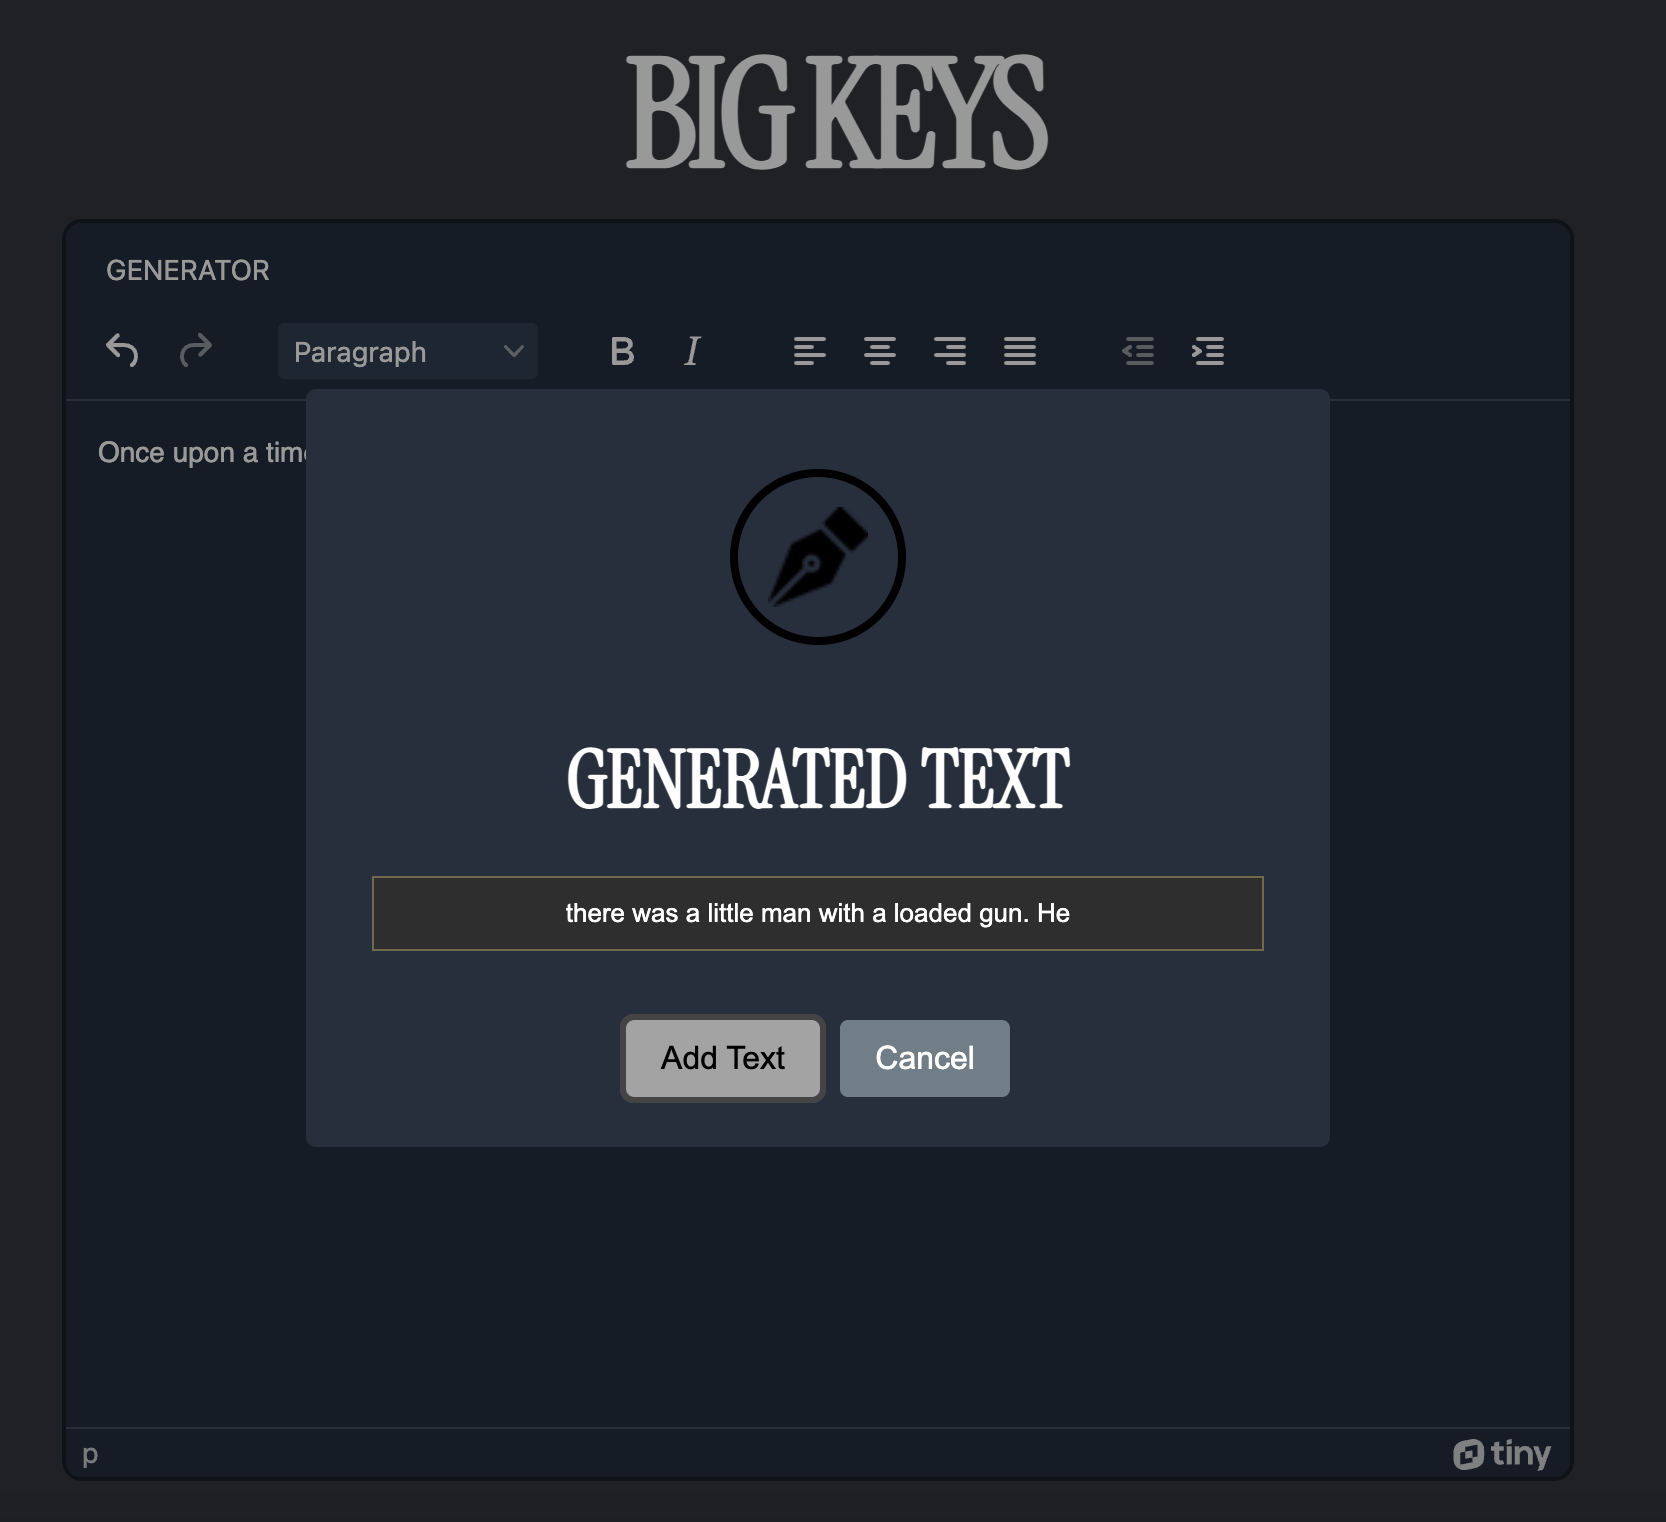 BIG KEYS
GENERATOR
Paragraph
B I
Once upon a tim
GENERATED TEXT
there was a little man with a loaded gun. He
Add Text
Cancel
p
tiny